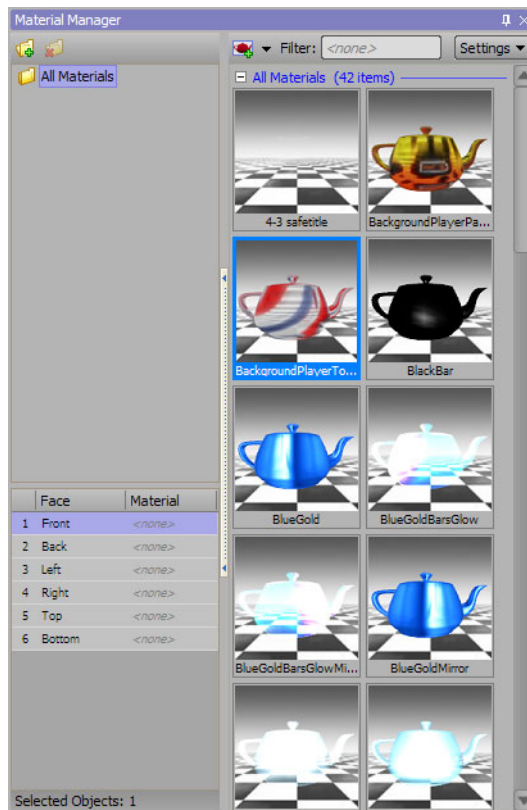 Material Manager
Filter: <none> Settings
All Materials
All Materials (42 items)
4-3 safetitle
BackgroundPlayerPa...
BackgroundPlayerTo...
BlackBar
BlueGold
BlueGoldBarsGlow
BlueGoldBarsGlowMi...
BlueGoldMirror
Face Material
1 Front <none>
2 Back <none>
3 Left <none>
4 Right <none>
5 Top <none>
6 Bottom <none>
Selected Objects: 1